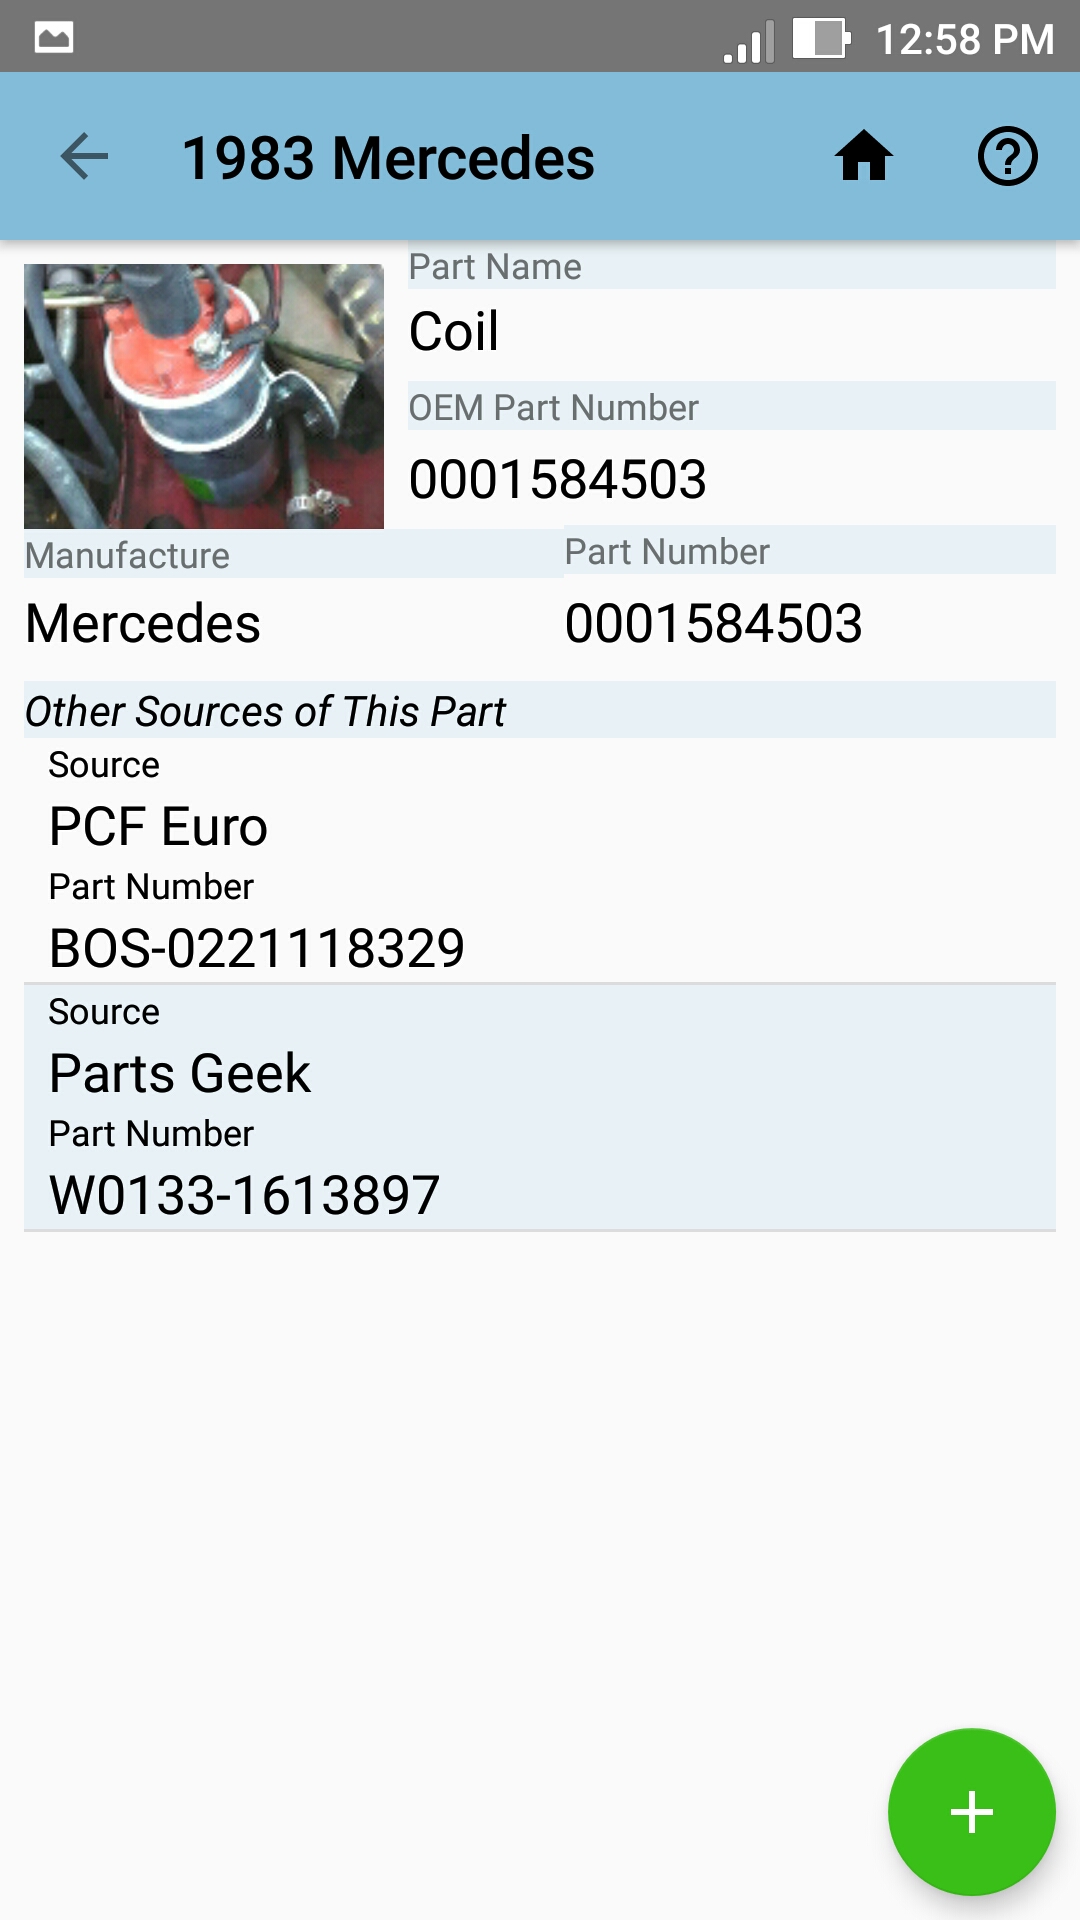 12:58 PM
1983 Mercedes
Part Name
Coil
OEM Part Number
0001584503
Manufacture
Part Number
Mercedes
0001584503
Other Sources of This Part
Source
PCF Euro
Part Number
BOS-0221118329
Source
Parts Geek
Part Number
W0133-1613897